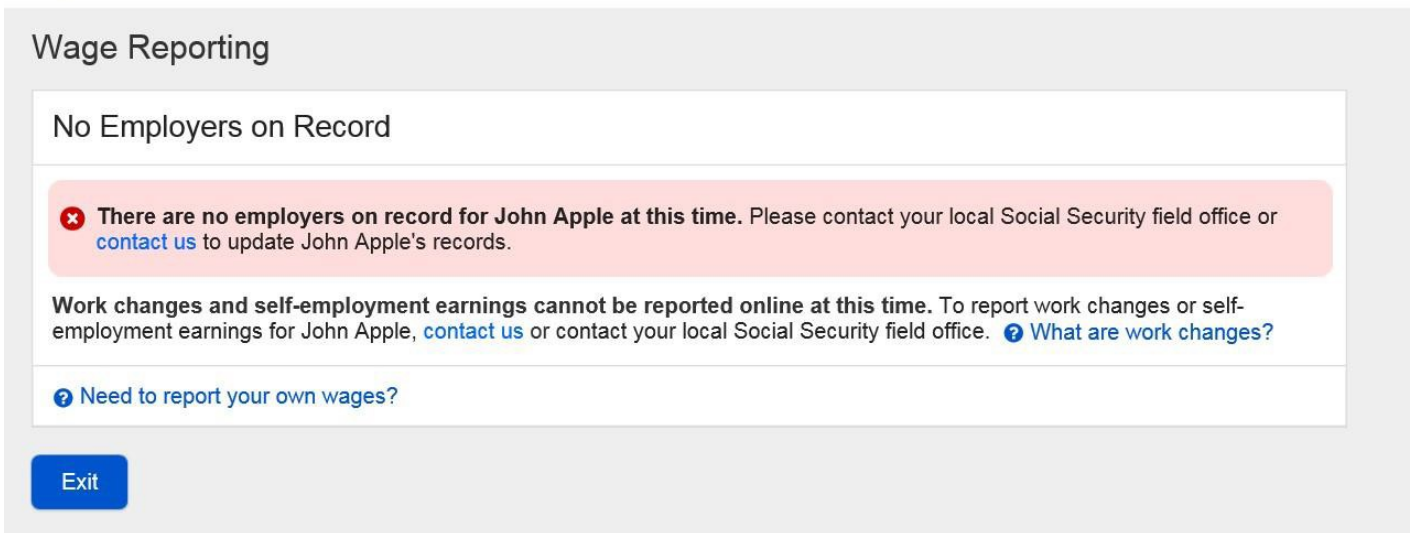 Wage Reporting
No Employers on Record
There are no employers on record for John Apple at this time. Please contact your local Social Security field office or
contact us to update John Apple's records.
Work changes and self-employment earnings cannot be reported online at this time. To report work changes or self-
employment earnings for John Apple, contact us or contact your local Social Security field office. What are work changes?
Need to report your own wages?
Exit